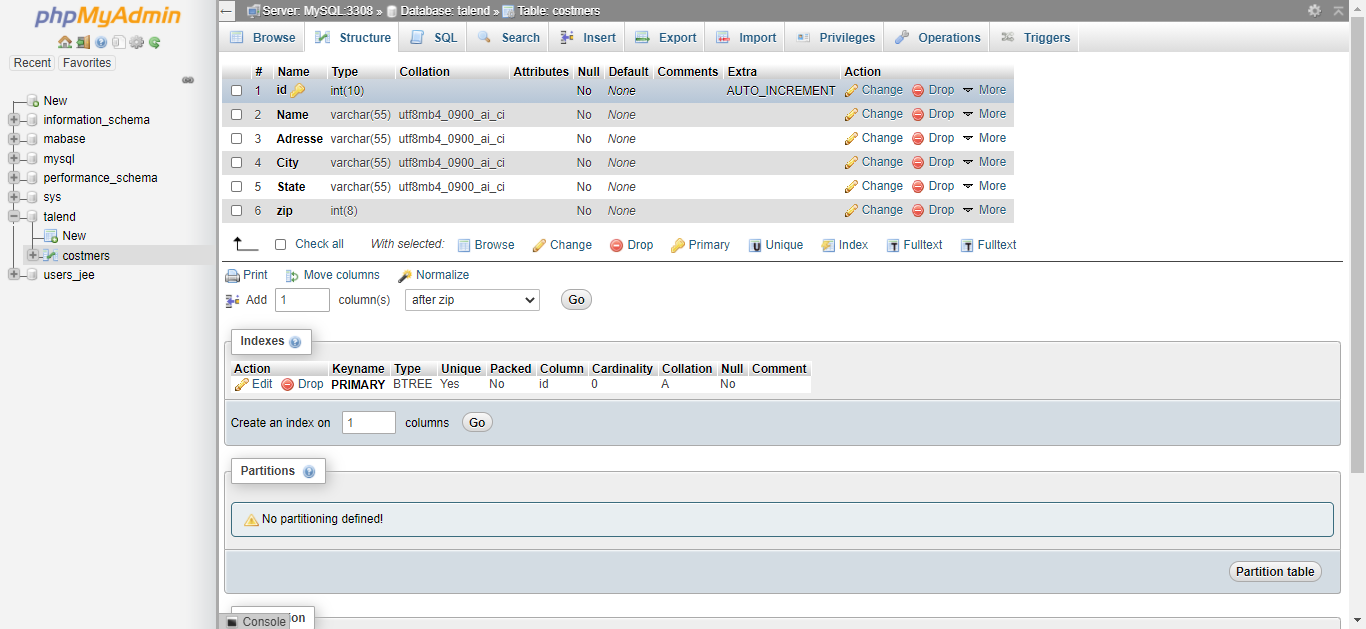 phpMyAdmin
Recent Favorites
New
information_schema
mabase
mysql
performance_schema
sys
talend
New
costmers
users_jee
Server: MySQL:3308 » Database: talend » Table: costmers
Browse Structure SQL Search Insert Export Import Privileges Operations Triggers
# Name Type Collation Attributes Null Default Comments Extra Action
1 id int(10) No None AUTO_INCREMENT Change Drop More
2 Name varchar(55) utf8mb4_0900_ai_ci No None Change Drop More
3 Adresse varchar(55) utf8mb4_0900_ai_ci No None Change Drop More
4 City varchar(55) utf8mb4_0900_ai_ci No None Change Drop More
5 State varchar(55) utf8mb4_0900_ai_ci No None Change Drop More
6 zip int(8) No None Change Drop More
Check all With selected: Browse Change Drop Primary Unique Index Fulltext Fulltext
Print Move columns Normalize
Add 1 column(s) after zip Go
Indexes
Action Keyname Type Unique Packed Column Cardinality Collation Null Comment
Edit Drop PRIMARY BTREE Yes No id 0 A No
Create an index on 1 columns Go
Partitions
No partitioning defined!
Partition table
Console ion